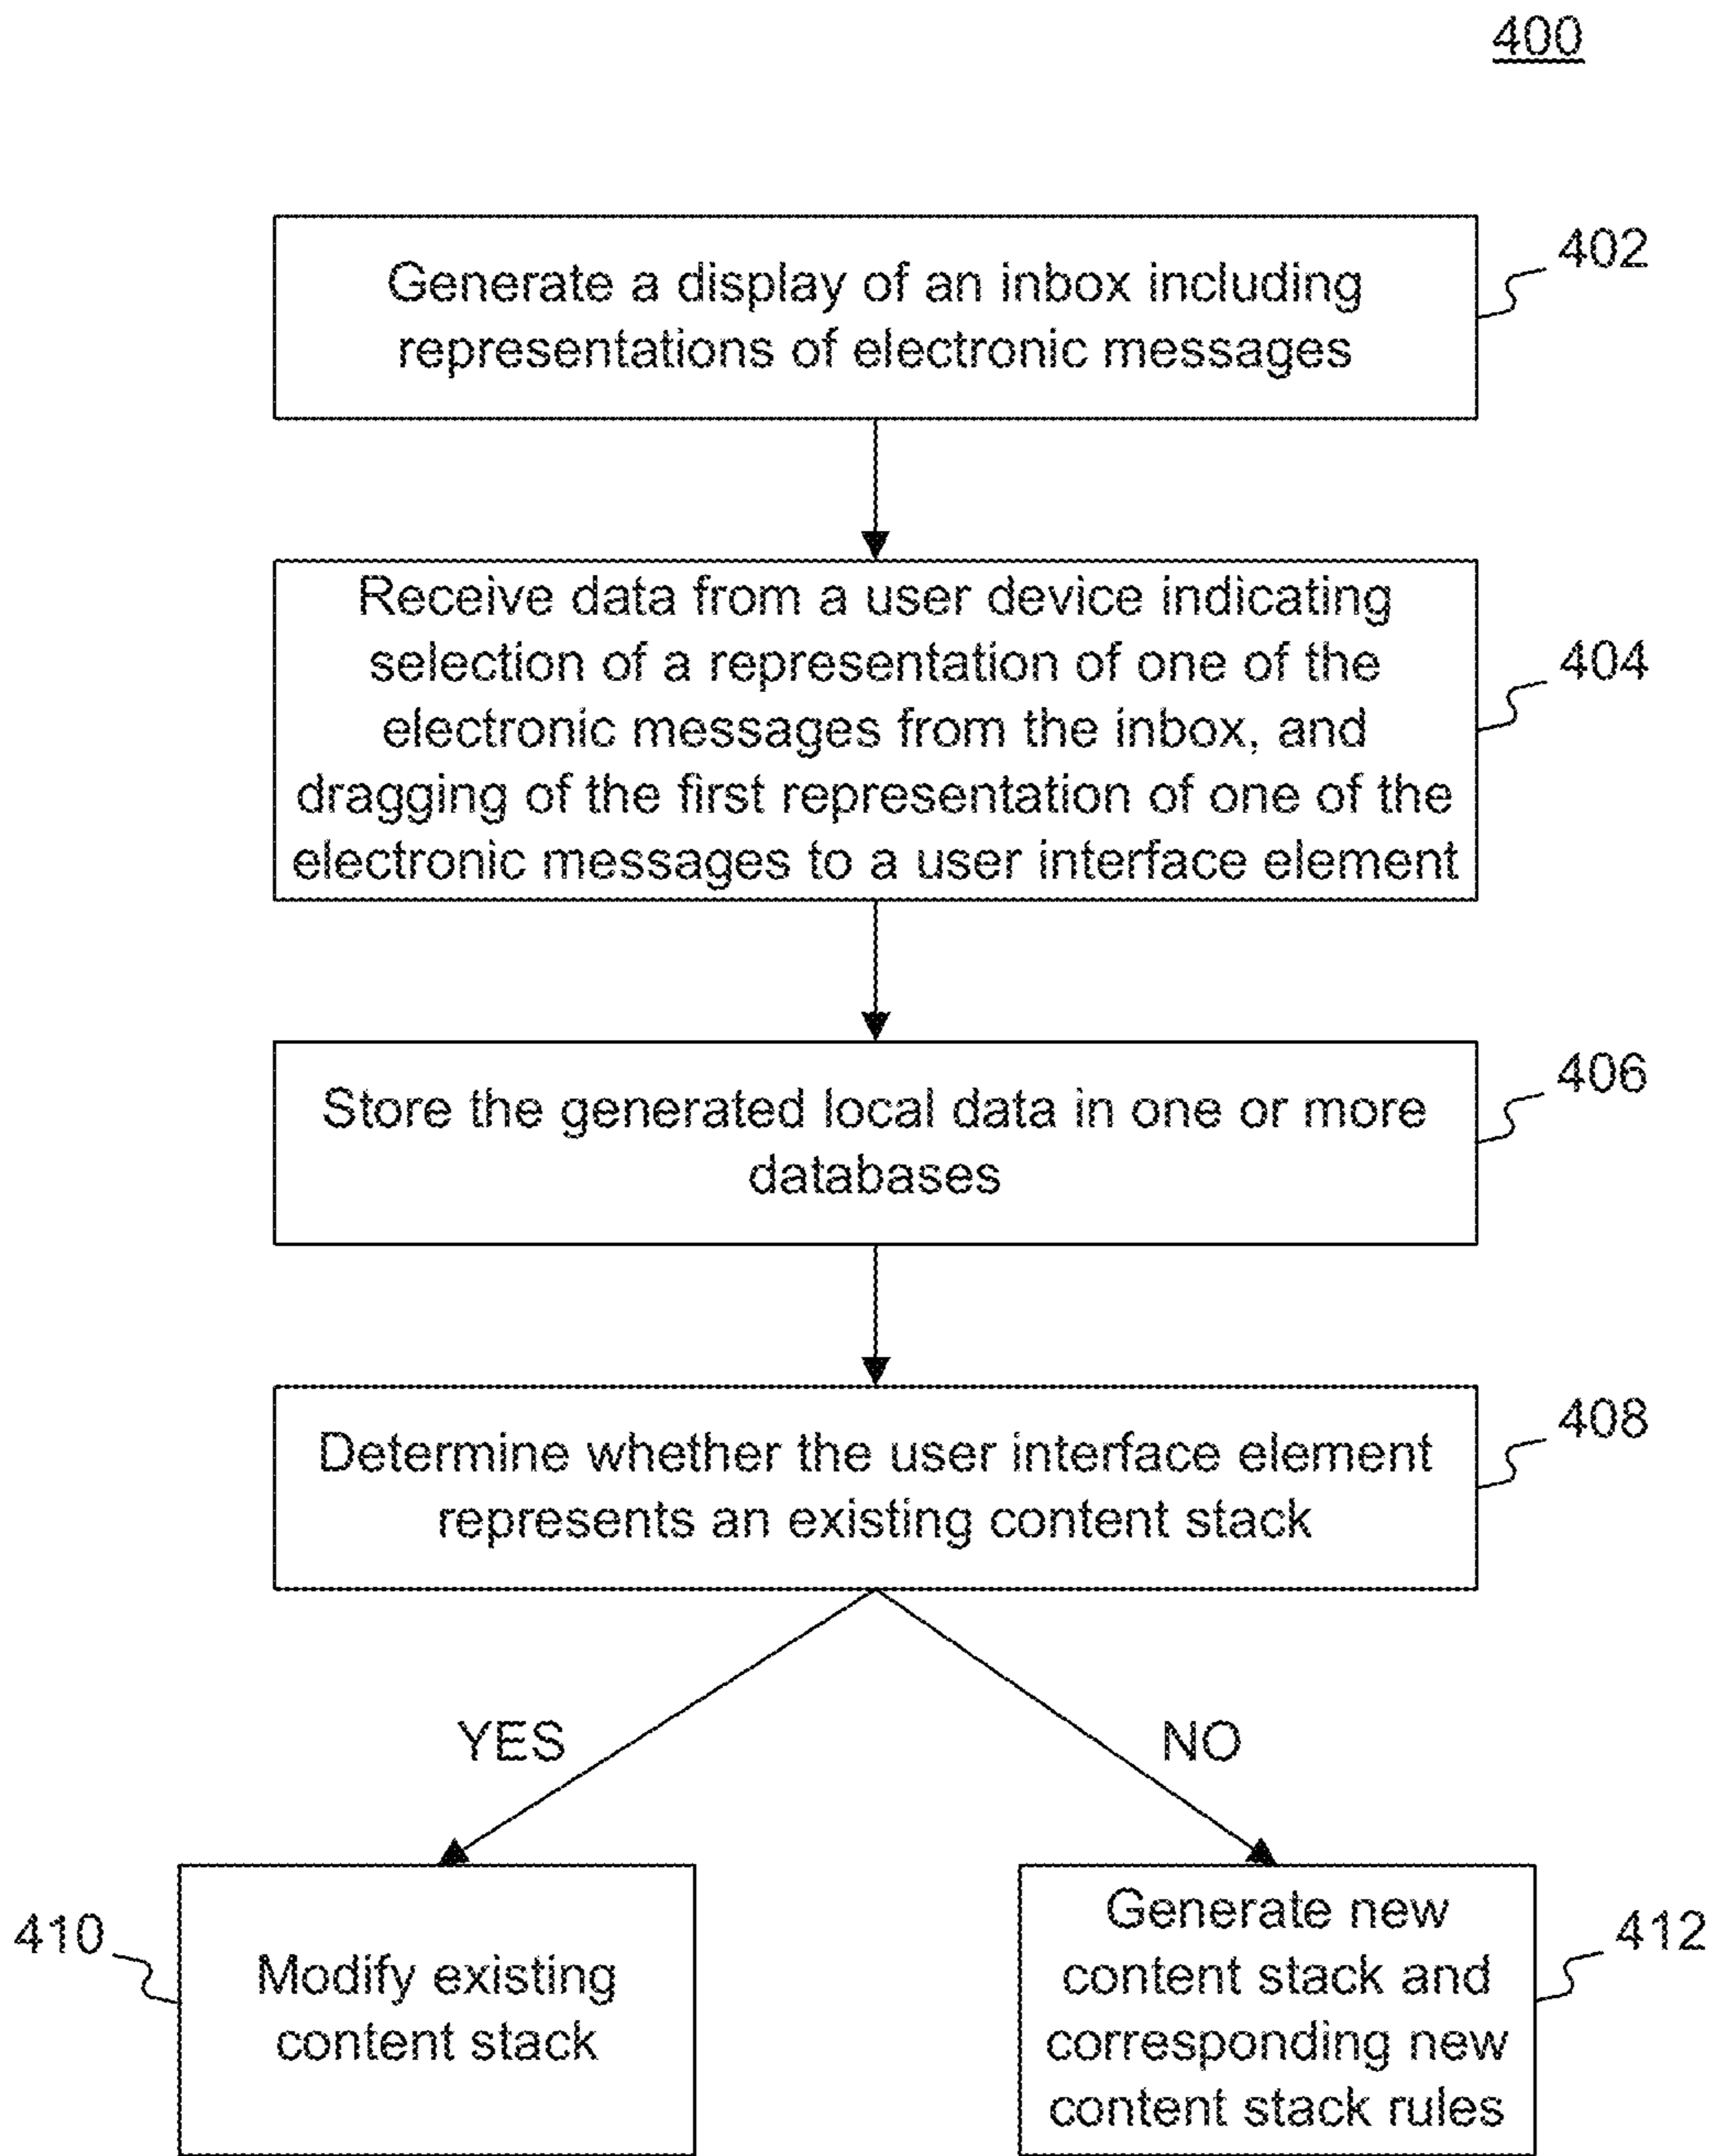 400
Generate a display of an inbox including
representations of electronic messages
402
Receive data from a user device indicating
selection of a representation of one of the
electronic messages from the inbox, and
dragging of the first representation of one of the
electronic messages to a user interface element
404
Store the generated local data in one or more
databases
406
Determine whether the user interface element
represents an existing content stack
408
YES
NO
410
Modify existing
content stack
Generate new
content stack and
corresponding new
content stack rules
412